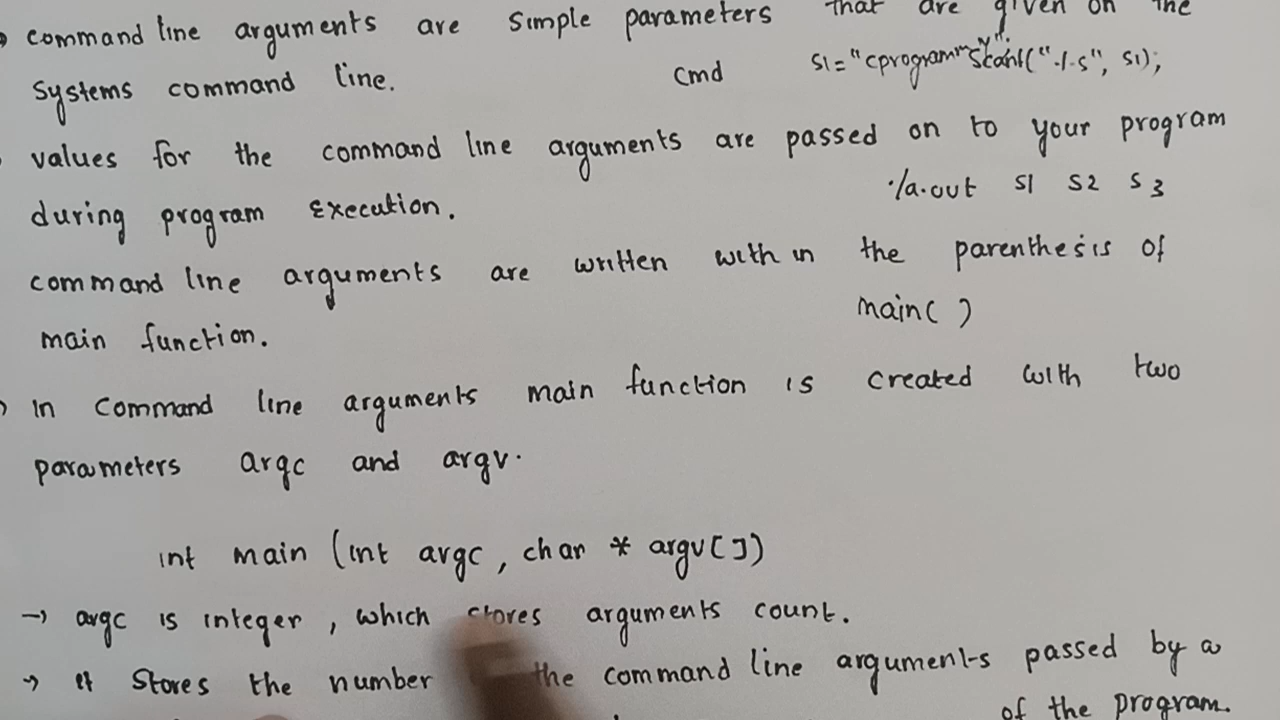 command line arguments are simple parameters that are given on the
systems command line. cmd s1="cprogrammy". scanf("%s", s1);
values for the command line arguments are passed on to your program
during program execution. ./a.out s1 s2 s3
command line arguments are written with in the parenthesis of
main function. main( )
in command line arguments main function is created with two
parameters argc and argv.
int main (int argc, char * argv[])
→ argc is integer, which stores arguments count.
→ It stores the number the command line arguments passed by a
of the program.